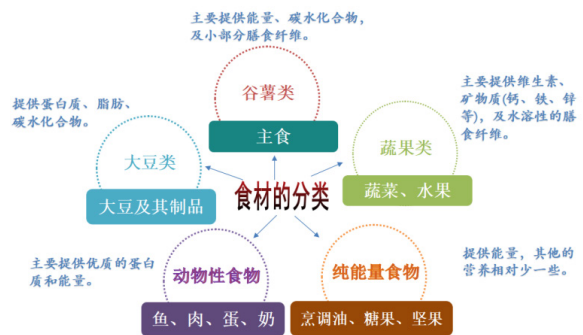 主要提供能量、碳水化合物，
及小部分膳食纤维。
谷薯类
主食
提供蛋白质、脂肪、
碳水化合物。
大豆类
大豆及其制品
主要提供维生素、
矿物质(钙、铁、锌
等)，及水溶性的膳
食纤维。
蔬果类
蔬菜、水果
食材的分类
主要提供优质的蛋白
质和能量。
动物性食物
鱼、肉、蛋、奶
纯能量食物
烹调油、糖果、坚果
提供能量，其他的
营养相对少一些。